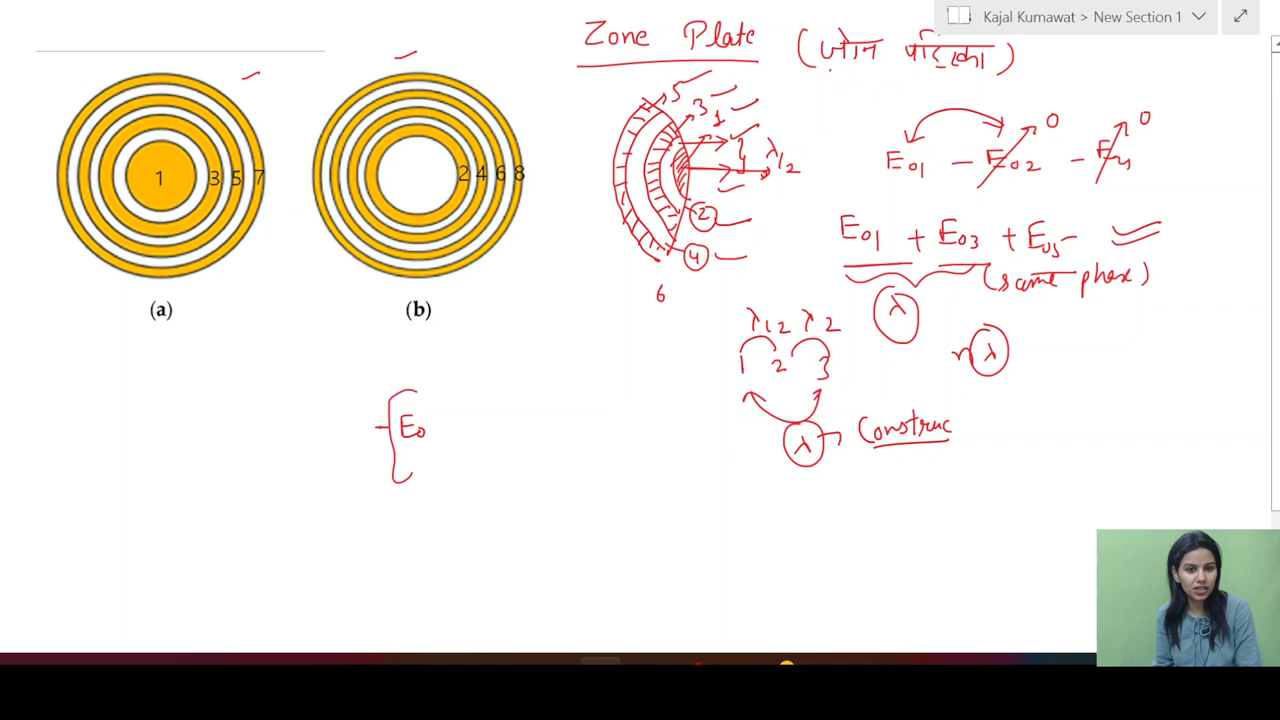 Kajal Kumawat > New Section 1
Zone Plate (जोन पट्टिका)
1 3 5 7
2 4 6 8
(a)
(b)
5
3
1
λ/2
2
4
6
E01 – E02 → 0 – E04 → 0
E01 + E03 + E05 –
(same phase)
λ
λ/2 λ/2
1 2 3
nλ
λ → Construc
E0